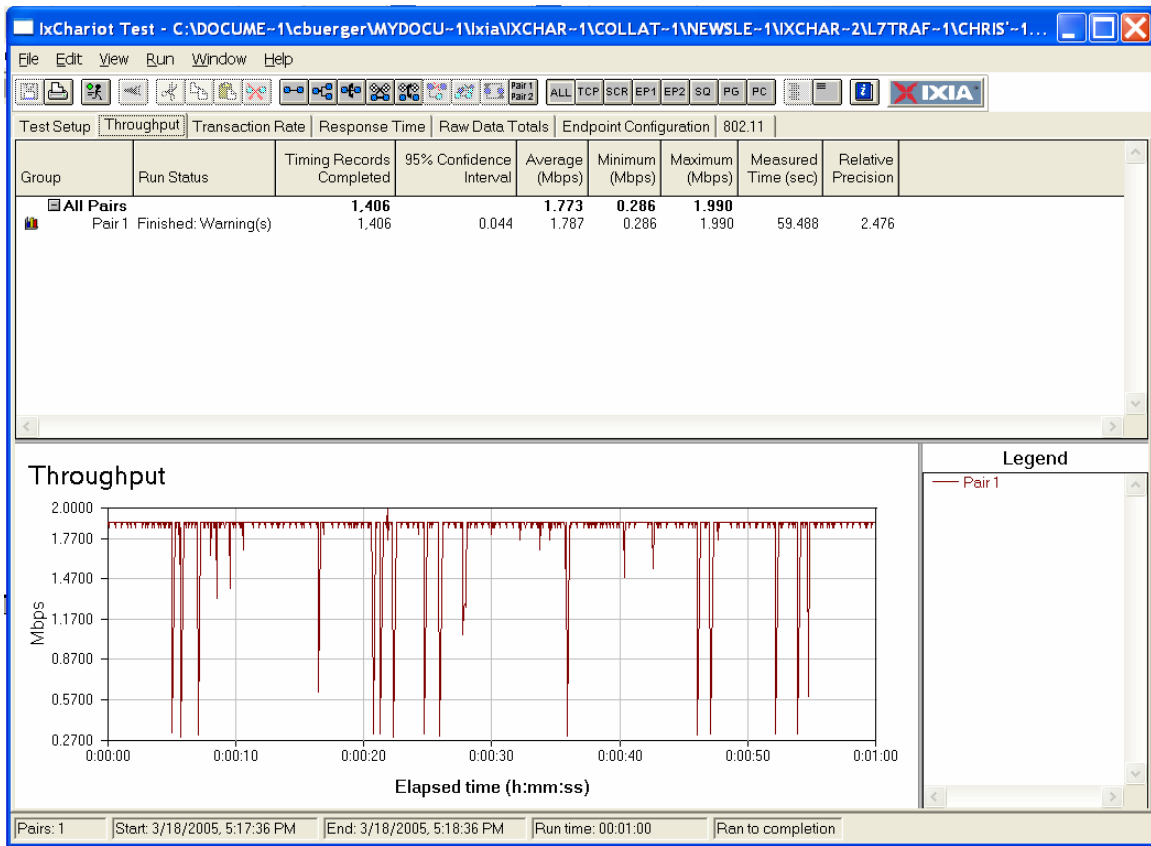 IxChariot Test - C:\DOCUME~1\cbuerger\MYDOCU~1\Ixia\IXCHAR~1\COLLAT~1\NEWSLE~1\IXCHAR~2\L7TRAF~1\CHRIS'~1...
File Edit View Run Window Help
Pair 1 Pair 2 ALL TCP SCR EP1 EP2 SQ PG PC IXIA
Test Setup Throughput Transaction Rate Response Time Raw Data Totals Endpoint Configuration 802.11
Group Run Status Timing Records Completed 95% Confidence Interval Average (Mbps) Minimum (Mbps) Maximum (Mbps) Measured Time (sec) Relative Precision
All Pairs 1,406 1.773 0.286 1.990
Pair 1 Finished: Warning(s) 1,406 0.044 1.787 0.286 1.990 59.488 2.476
Throughput
Mbps
2.0000
1.7700
1.4700
1.1700
0.8700
0.5700
0.2700
0:00:00 0:00:10 0:00:20 0:00:30 0:00:40 0:00:50 0:01:00
Elapsed time (h:mm:ss)
Legend
Pair 1
Pairs: 1 Start: 3/18/2005, 5:17:36 PM End: 3/18/2005, 5:18:36 PM Run time: 00:01:00 Ran to completion